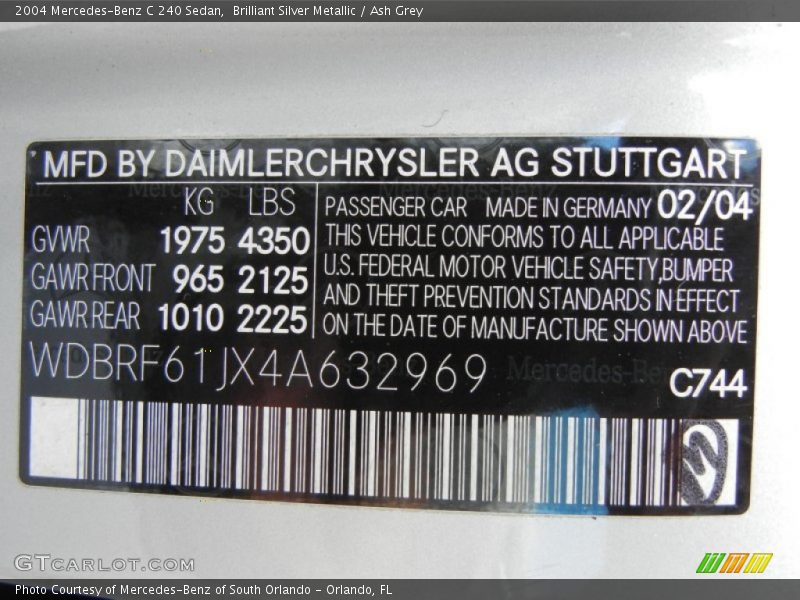 2004 Mercedes-Benz C 240 Sedan,  Brilliant Silver Metallic / Ash Grey
MFD BY DAIMLERCHRYSLER AG STUTTGART
KG LBS
GVWR 1975 4350
GAWR FRONT 965 2125
GAWR REAR 1010 2225
PASSENGER CAR MADE IN GERMANY 02/04
THIS VEHICLE CONFORMS TO ALL APPLICABLE
U.S. FEDERAL MOTOR VEHICLE SAFETY,BUMPER
AND THEFT PREVENTION STANDARDS IN EFFECT
ON THE DATE OF MANUFACTURE SHOWN ABOVE
WDBRF61JX4A632969
C744
GTCARLOT.COM
Photo Courtesy of Mercedes-Benz of South Orlando - Orlando, FL